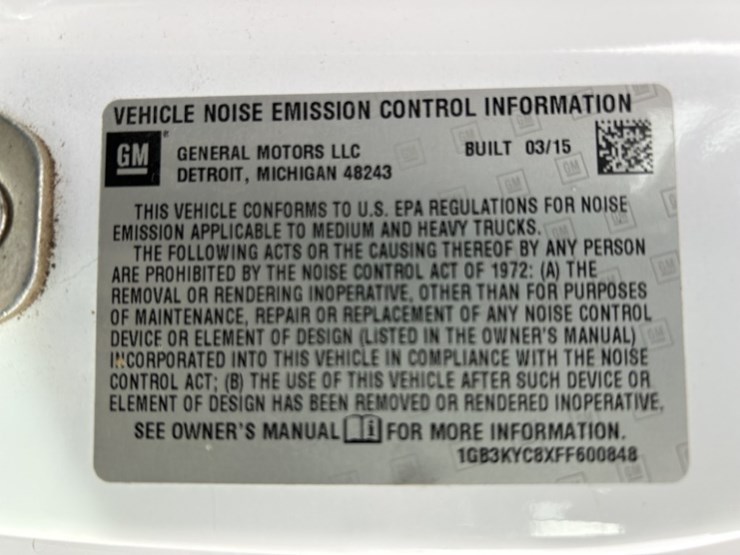 VEHICLE NOISE EMISSION CONTROL INFORMATION
GM
GENERAL MOTORS LLC BUILT 03/15
DETROIT, MICHIGAN 48243
THIS VEHICLE CONFORMS TO U.S. EPA REGULATIONS FOR NOISE
EMISSION APPLICABLE TO MEDIUM AND HEAVY TRUCKS.
THE FOLLOWING ACTS OR THE CAUSING THEREOF BY ANY PERSON
ARE PROHIBITED BY THE NOISE CONTROL ACT OF 1972: (A) THE
REMOVAL OR RENDERING INOPERATIVE, OTHER THAN FOR PURPOSES
OF MAINTENANCE, REPAIR OR REPLACEMENT OF ANY NOISE CONTROL
DEVICE OR ELEMENT OF DESIGN (LISTED IN THE OWNER'S MANUAL)
INCORPORATED INTO THIS VEHICLE IN COMPLIANCE WITH THE NOISE
CONTROL ACT; (B) THE USE OF THIS VEHICLE AFTER SUCH DEVICE OR
ELEMENT OF DESIGN HAS BEEN REMOVED OR RENDERED INOPERATIVE,
SEE OWNER'S MANUAL i FOR MORE INFORMATION.
1GB3KYC8XFF600848